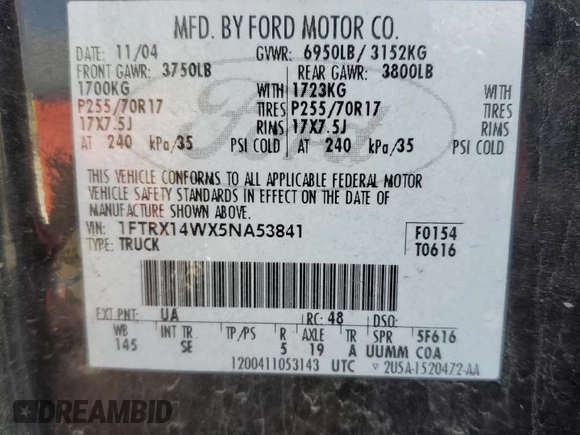 MFD. BY FORD MOTOR CO.
DATE: 11/04 GVWR: 6950LB/ 3152KG
FRONT GAWR: 3750LB REAR GAWR: 3800LB
1700KG WITH 1723KG WITH
P255/70R17 TIRES P255/70R17 TIRES
17X7.5J RIMS 17X7.5J RIMS
AT 240 kPa/35 PSI COLD AT 240 kPa/35 PSI COLD
Ford
THIS VEHICLE CONFORMS TO ALL APPLICABLE FEDERAL MOTOR
VEHICLE SAFETY STANDARDS IN EFFECT ON THE DATE OF
MANUFACTURE SHOWN ABOVE.
VIN: 1FTRX14WX5NA53841 F0154
TYPE: TRUCK T0616
EXT PNT: UA RC: 48 DSO:
WB INT TR TP/PS R AXLE TR SPR 5F616
145 SE 5 19 A UUMM COA
1200411053143 UTC ▽ 2U5A-1520472-AA
DREAMBID